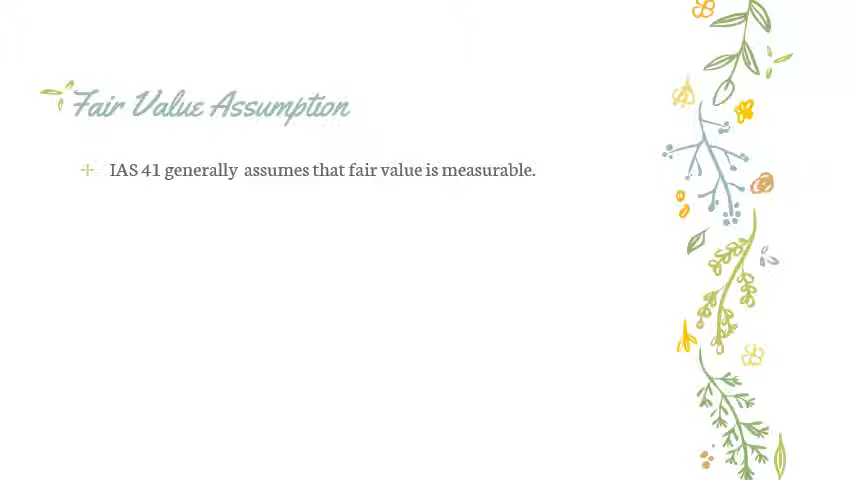 Fair Value Assumption
IAS 41 generally assumes that fair value is measurable.